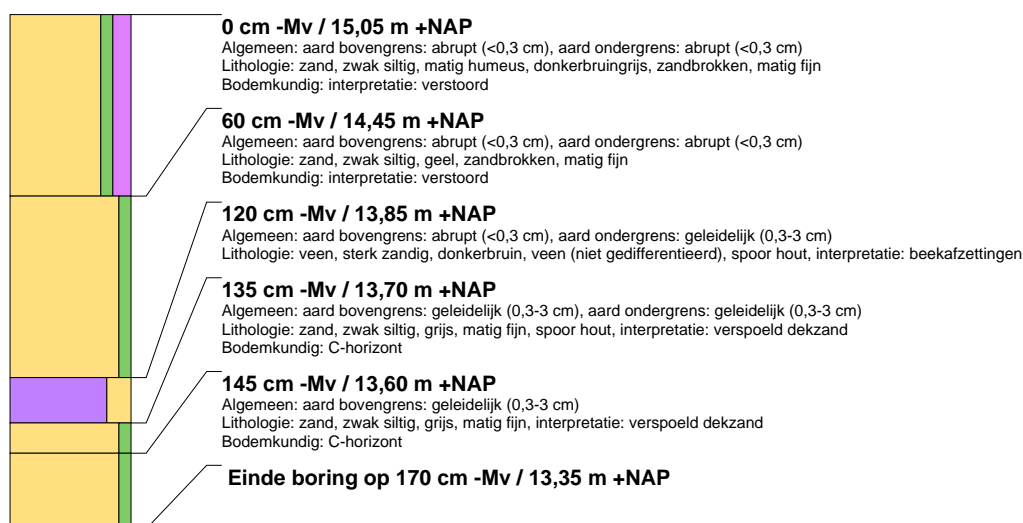 0 cm -Mv / 15,05 m +NAP
Algemeen: aard bovengrens: abrupt (<0,3 cm), aard ondergrens: abrupt (<0,3 cm)
Lithologie: zand, zwak siltig, matig humeus, donkerbruingrijs, zandbrokken, matig fijn
Bodemkundig: interpretatie: verstoord
60 cm -Mv / 14,45 m +NAP
Algemeen: aard bovengrens: abrupt (<0,3 cm), aard ondergrens: abrupt (<0,3 cm)
Lithologie: zand, zwak siltig, geel, zandbrokken, matig fijn
Bodemkundig: interpretatie: verstoord
120 cm -Mv / 13,85 m +NAP
Algemeen: aard bovengrens: abrupt (<0,3 cm), aard ondergrens: geleidelijk (0,3-3 cm)
Lithologie: veen, sterk zandig, donkerbruin, veen (niet gedifferentieerd), spoor hout, interpretatie: beekafzettingen
135 cm -Mv / 13,70 m +NAP
Algemeen: aard bovengrens: geleidelijk (0,3-3 cm), aard ondergrens: geleidelijk (0,3-3 cm)
Lithologie: zand, zwak siltig, grijs, matig fijn, spoor hout, interpretatie: verspoeld dekzand
Bodemkundig: C-horizont
145 cm -Mv / 13,60 m +NAP
Algemeen: aard bovengrens: geleidelijk (0,3-3 cm)
Lithologie: zand, zwak siltig, grijs, matig fijn, interpretatie: verspoeld dekzand
Bodemkundig: C-horizont
Einde boring op 170 cm -Mv / 13,35 m +NAP